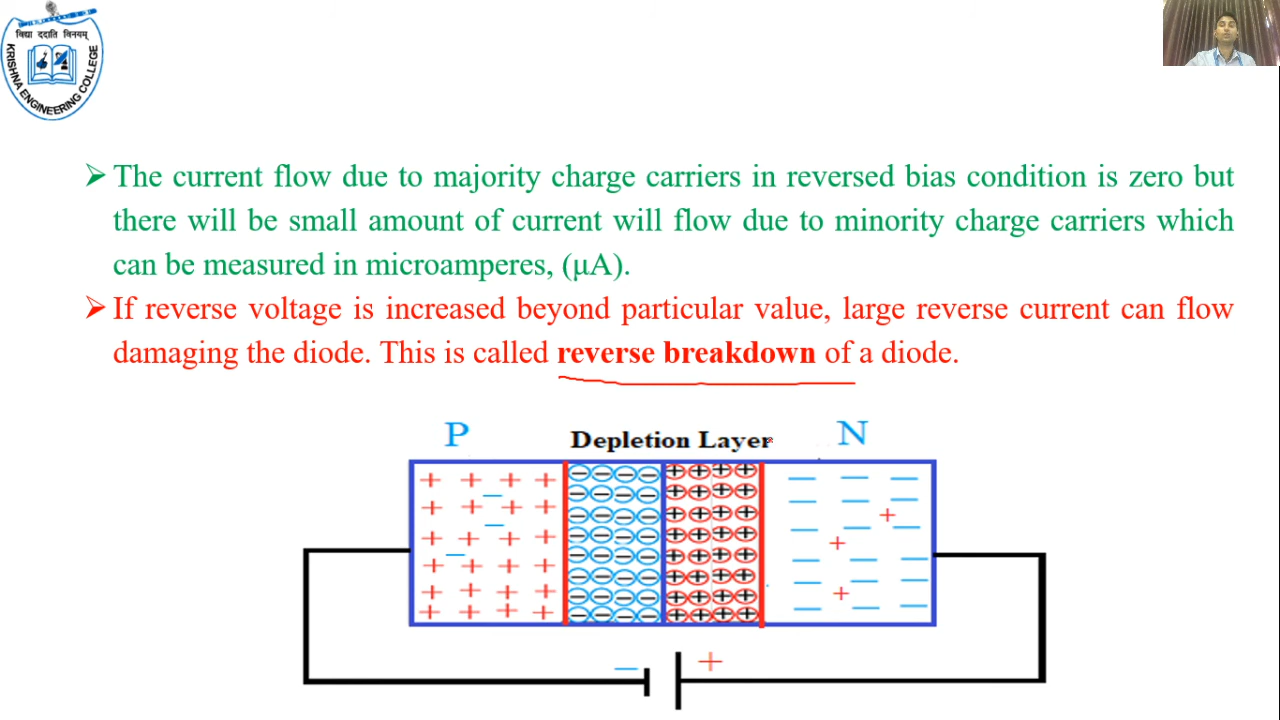 विद्या ददाति विनयम्
KRISHNA ENGINEERING COLLEGE
➢ The current flow due to majority charge carriers in reversed bias condition is zero but
there will be small amount of current will flow due to minority charge carriers which
can be measured in microamperes, (μA).
➢ If reverse voltage is increased beyond particular value, large reverse current can flow
damaging the diode. This is called reverse breakdown of a diode.
P
Depletion Layer
N
− +